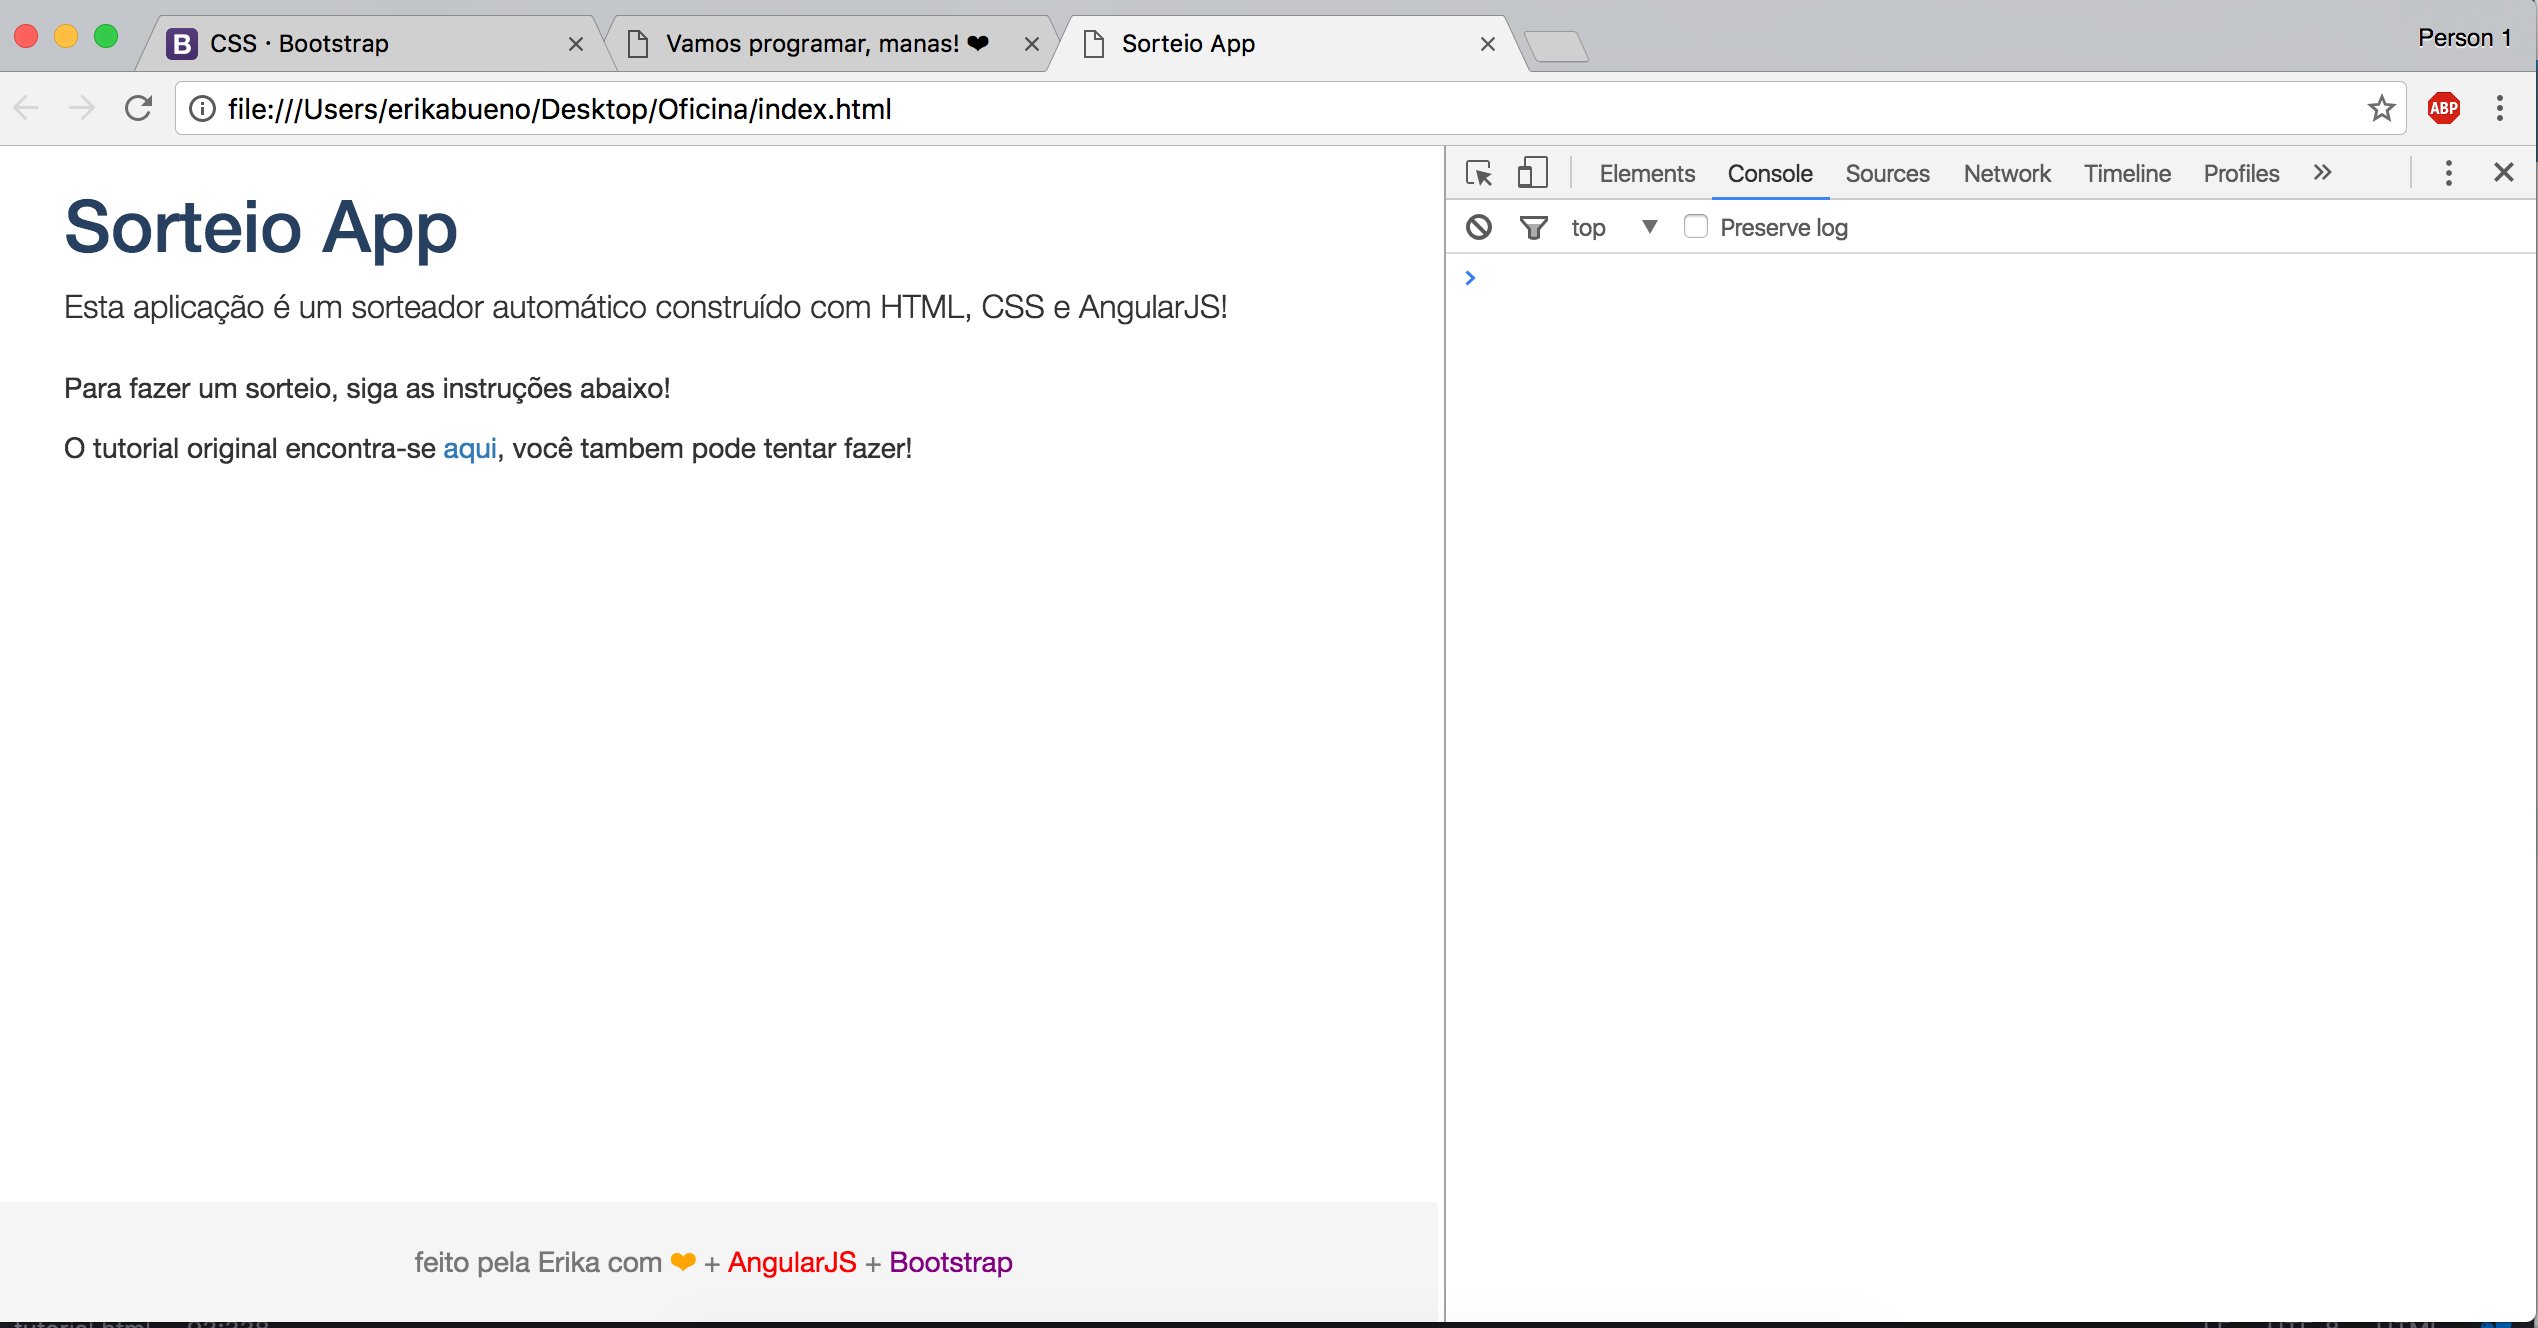 CSS · Bootstrap
Vamos programar, manas! ❤
Sorteio App
Person 1
file:///Users/erikabueno/Desktop/Oficina/index.html
ABP
Elements Console Sources Network Timeline Profiles »
top ▼ Preserve log
Sorteio App
Esta aplicação é um sorteador automático construído com HTML, CSS e AngularJS!
Para fazer um sorteio, siga as instruções abaixo!
O tutorial original encontra-se aqui, você tambem pode tentar fazer!
feito pela Erika com ❤ + AngularJS + Bootstrap